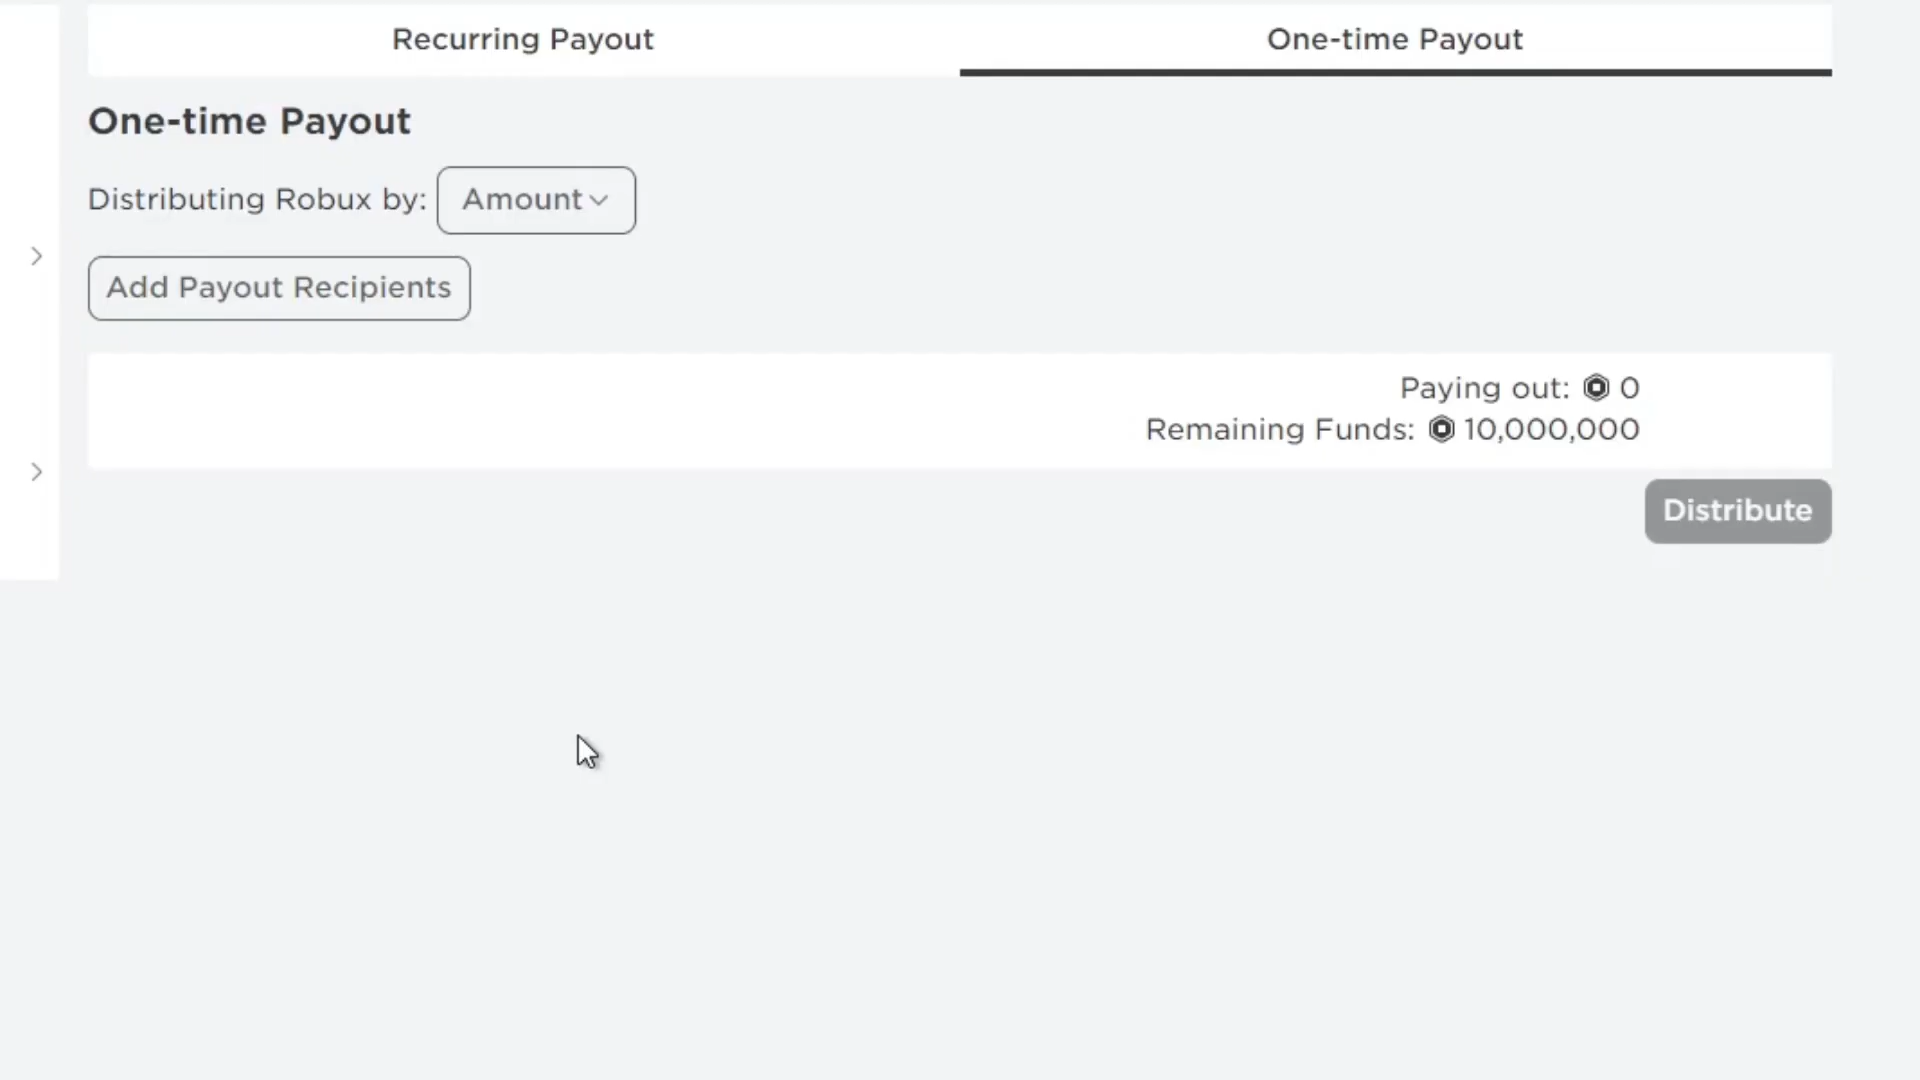 Recurring Payout
One-time Payout
One-time Payout
Distributing Robux by: Amount
Add Payout Recipients
Paying out: 0
Remaining Funds: 10,000,000
Distribute